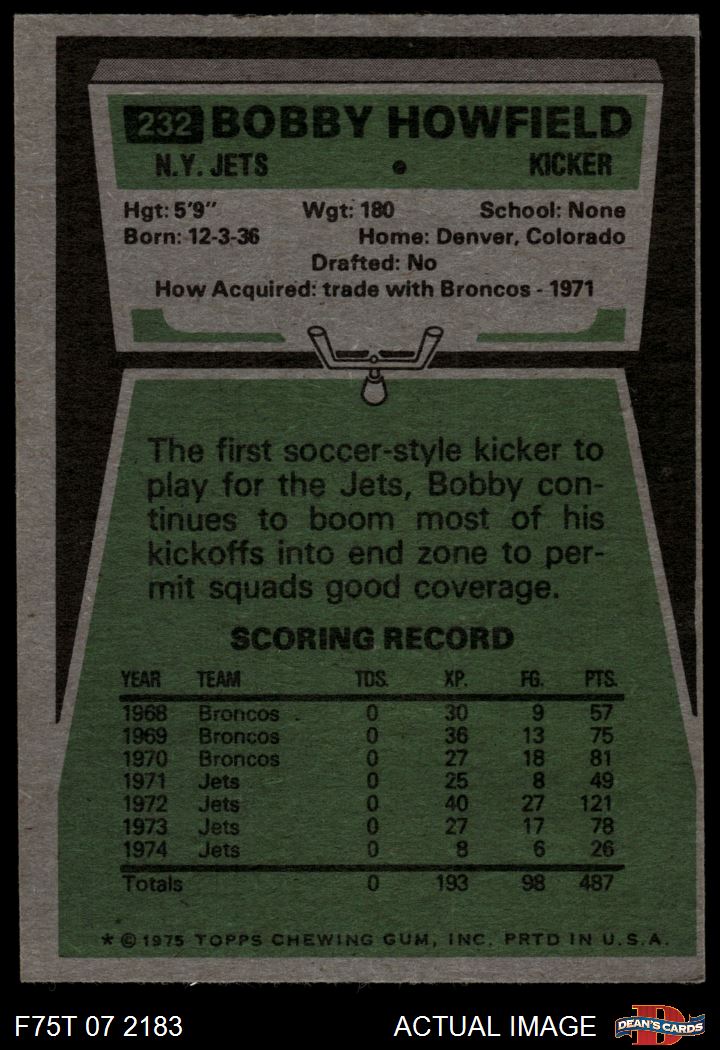 232 BOBBY HOWFIELD
N.Y. JETS • KICKER
Hgt: 5'9" Wgt: 180 School: None
Born: 12-3-36 Home: Denver, Colorado
Drafted: No
How Acquired: trade with Broncos - 1971
The first soccer-style kicker to
play for the Jets, Bobby con-
tinues to boom most of his
kickoffs into end zone to per-
mit squads good coverage.
SCORING RECORD
YEAR TEAM TDS. XP. FG. PTS.
1968 Broncos 0 30 9 57
1969 Broncos 0 36 13 75
1970 Broncos 0 27 18 81
1971 Jets 0 25 8 49
1972 Jets 0 40 27 121
1973 Jets 0 27 17 78
1974 Jets 0 8 6 26
Totals 0 193 98 487
* © 1975 TOPPS CHEWING GUM, INC. PRTD IN U.S.A.
F75T 07 2183 ACTUAL IMAGE D DEAN'S CARDS